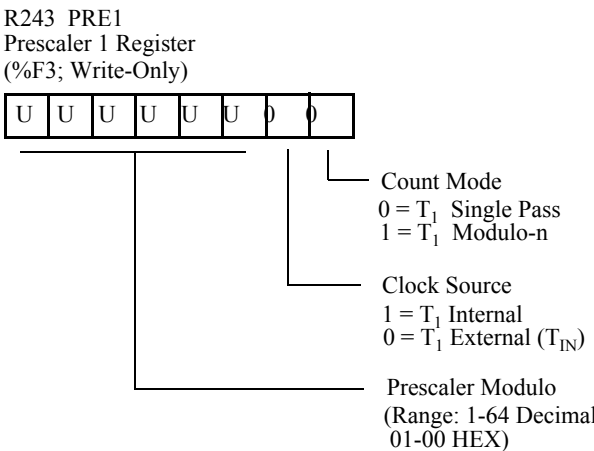 R243 PRE1
Prescaler 1 Register
(%F3; Write-Only)
U U U U U U 0 0
Count Mode
0 = T1 Single Pass
1 = T1 Modulo-n
Clock Source
1 = T1 Internal
0 = T1 External (TIN)
Prescaler Modulo
(Range: 1-64 Decimal
01-00 HEX)